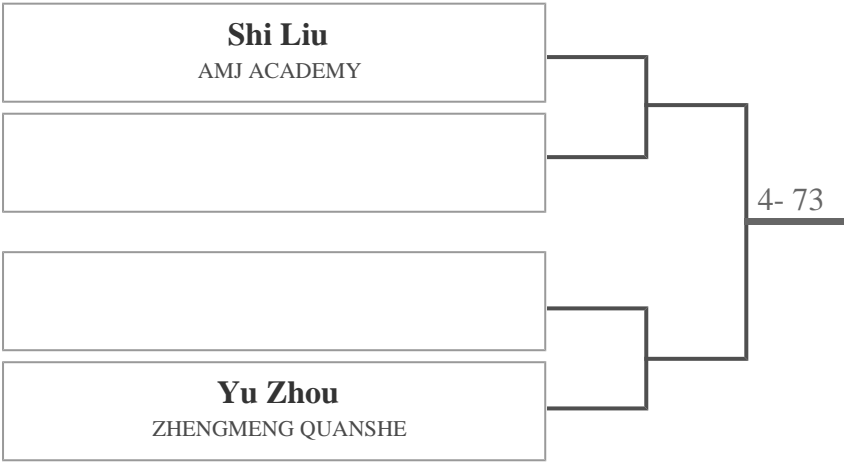 Shi Liu
AMJ ACADEMY
4- 73
Yu Zhou
ZHENGMENG QUANSHE